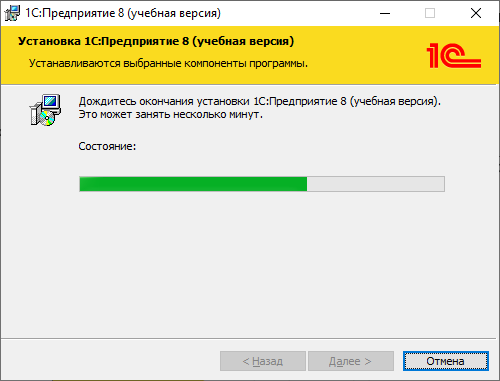 1С:Предприятие 8 (учебная версия)
Установка 1С:Предприятие 8 (учебная версия)
Устанавливаются выбранные компоненты программы.
1С
Дождитесь окончания установки 1С:Предприятие 8 (учебная версия).
Это может занять несколько минут.
Состояние:
< Назад
Далее >
Отмена